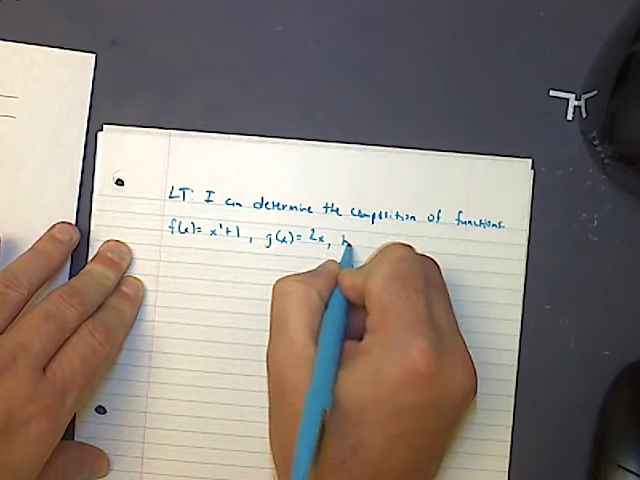 LT: I can determine the composition of functions.
f(x) = x²+1, g(x) = 2x, h